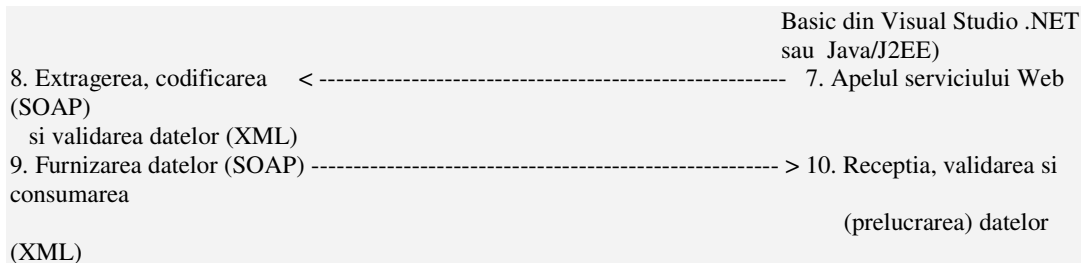 Basic din Visual Studio .NET
sau Java/J2EE)
8. Extragerea, codificarea < ------------------------------------------------------- 7. Apelul serviciului Web
(SOAP)
si validarea datelor (XML)
9. Furnizarea datelor (SOAP) ------------------------------------------------------- > 10. Receptia, validarea si
consumarea
(prelucrarea) datelor
(XML)